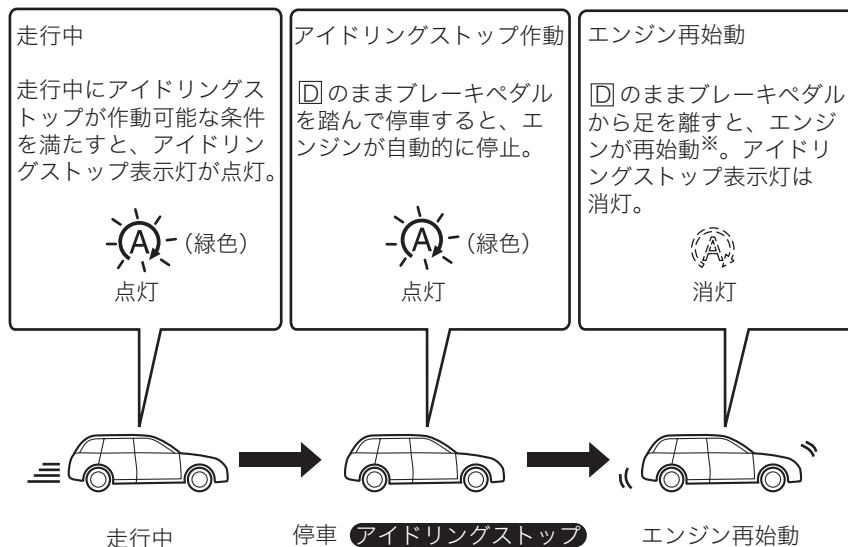 走行中
走行中にアイドリングス
トップが作動可能な条件
を満たすと、アイドリン
グストップ表示灯が点灯。
A (緑色)
点灯
アイドリングストップ作動
D のままブレーキペダル
を踏んで停車すると、エ
ンジンが自動的に停止。
A (緑色)
点灯
エンジン再始動
D のままブレーキペダル
から足を離すと、エンジ
ンが再始動※。アイドリ
ングストップ表示灯は
消灯。
A
消灯
走行中
停車 アイドリングストップ
エンジン再始動